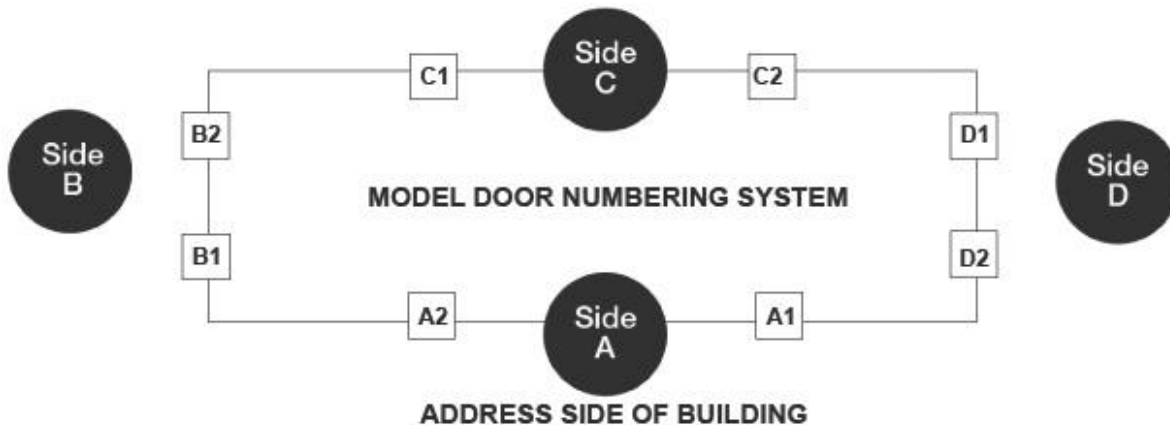 Side
C
C1
C2
B2
D1
Side
B
Side
D
MODEL DOOR NUMBERING SYSTEM
B1
D2
A2
Side
A
A1
ADDRESS SIDE OF BUILDING